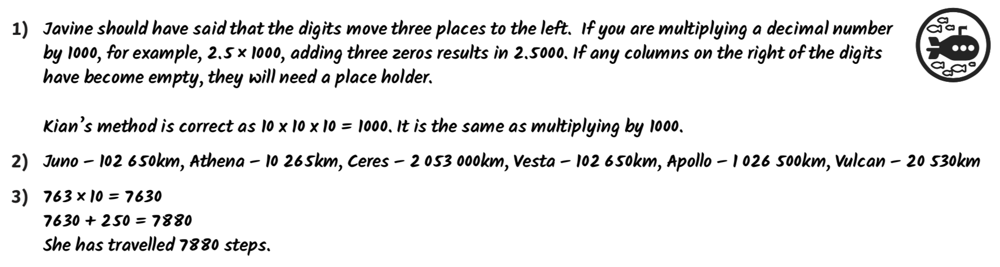 1) Javine should have said that the digits move three places to the left. If you are multiplying a decimal number
by 1000, for example, 2.5 × 1000, adding three zeros results in 2.5000. If any columns on the right of the digits
have become empty, they will need a place holder.
Kian's method is correct as 10 x 10 x 10 = 1000. It is the same as multiplying by 1000.
2) Juno – 102 650km, Athena – 10 265km, Ceres – 2 053 000km, Vesta – 102 650km, Apollo – 1 026 500km, Vulcan – 20 530km
3) 763 × 10 = 7630
7630 + 250 = 7880
She has travelled 7880 steps.